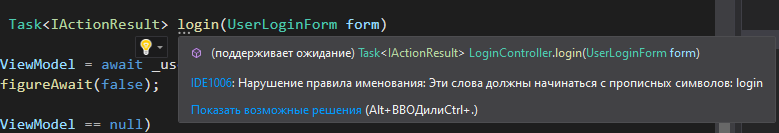 Task<IActionResult> login(UserLoginForm form)
ViewModel = await _us
figureAwait(false);
ViewModel == null)
(поддерживает ожидание) Task<IActionResult> LoginController.login(UserLoginForm form)
IDE1006: Нарушение правила именования: Эти слова должны начинаться с прописных символов: login
Показать возможные решения (Alt+ВВОДилиCtrl+.)